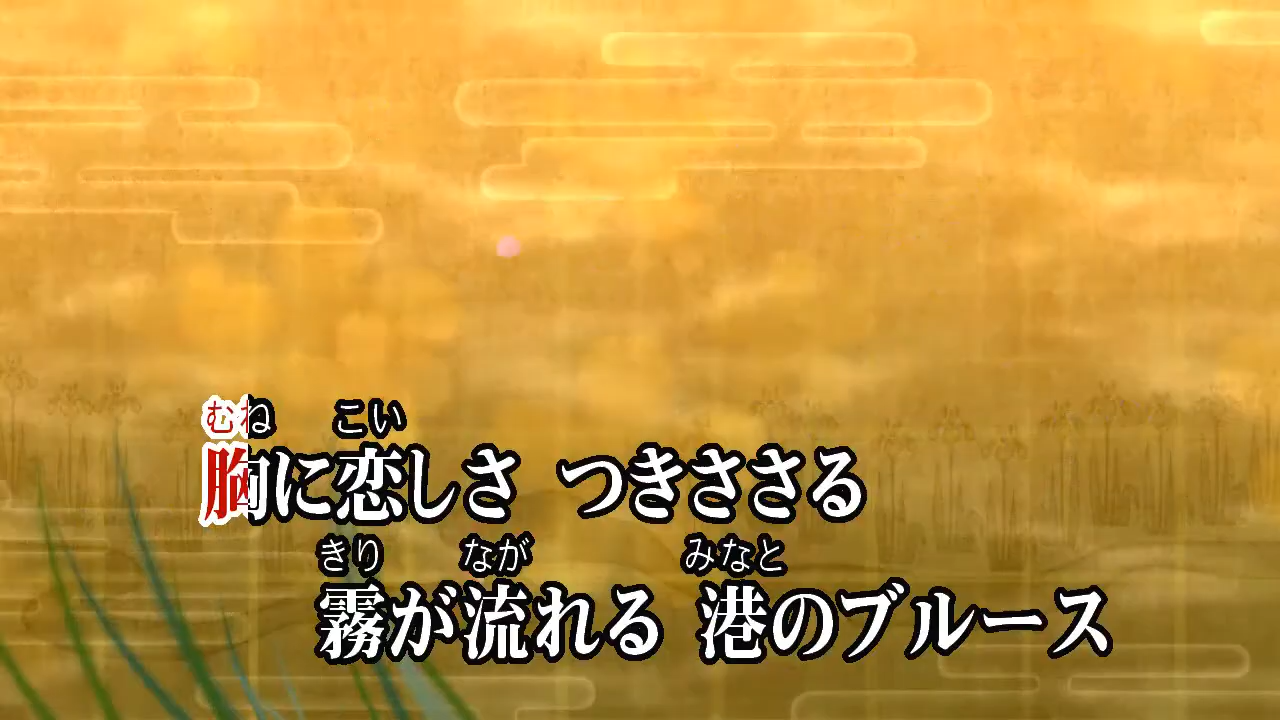 むね こい
胸に恋しさ つきささる
きり なが みなと
霧が流れる 港のブルース